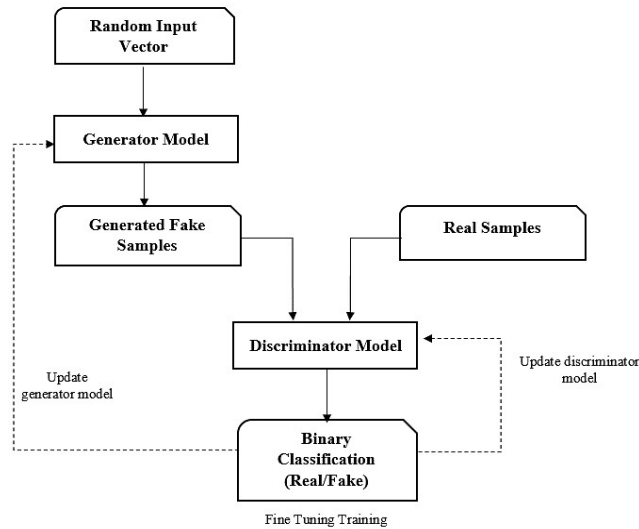 Random Input
Vector
Generator Model
Generated Fake
Samples
Real Samples
Discriminator Model
Update
generator model
Update discriminator
model
Binary
Classification
(Real/Fake)
Fine Tuning Training